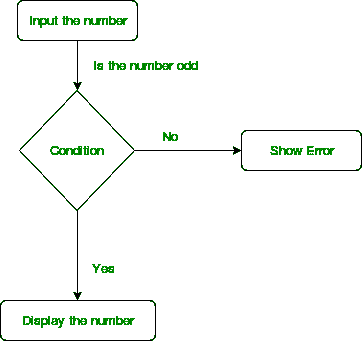 Input the number
Is the number odd
Condition
No
Show Error
Yes
Display the number